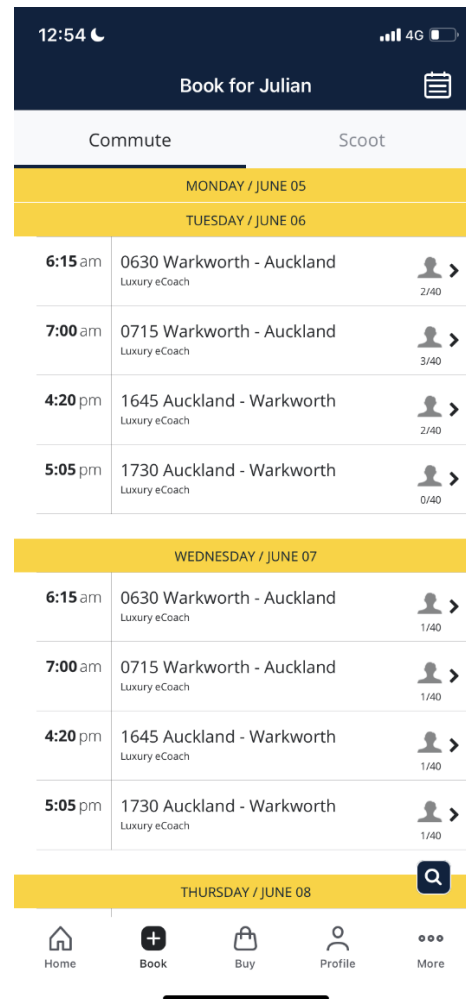 12:54 4G
Book for Julian
Commute Scoot
MONDAY / JUNE 05
TUESDAY / JUNE 06
6:15 am 0630 Warkworth - Auckland
Luxury eCoach
2/40
7:00 am 0715 Warkworth - Auckland
Luxury eCoach
3/40
4:20 pm 1645 Auckland - Warkworth
Luxury eCoach
2/40
5:05 pm 1730 Auckland - Warkworth
Luxury eCoach
0/40
WEDNESDAY / JUNE 07
6:15 am 0630 Warkworth - Auckland
Luxury eCoach
1/40
7:00 am 0715 Warkworth - Auckland
Luxury eCoach
1/40
4:20 pm 1645 Auckland - Warkworth
Luxury eCoach
1/40
5:05 pm 1730 Auckland - Warkworth
Luxury eCoach
1/40
THURSDAY / JUNE 08
Home Book Buy Profile More